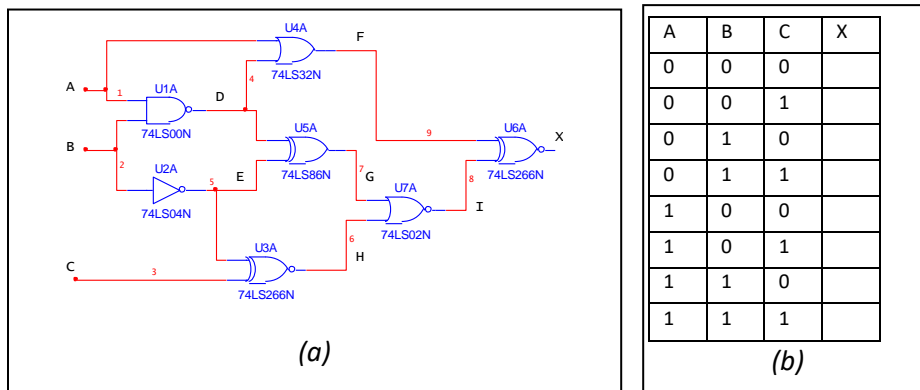 U4A
F
74LS32N
A
1
U1A
D
4
74LS00N
U5A
9
U6A
X
B
2
U2A
5
E
74LS86N
7
G
8
74LS266N
74LS04N
U7A
I
74LS02N
U3A
6
H
C
3
74LS266N
(a)
A B C X
0 0 0
0 0 1
0 1 0
0 1 1
1 0 0
1 0 1
1 1 0
1 1 1
(b)